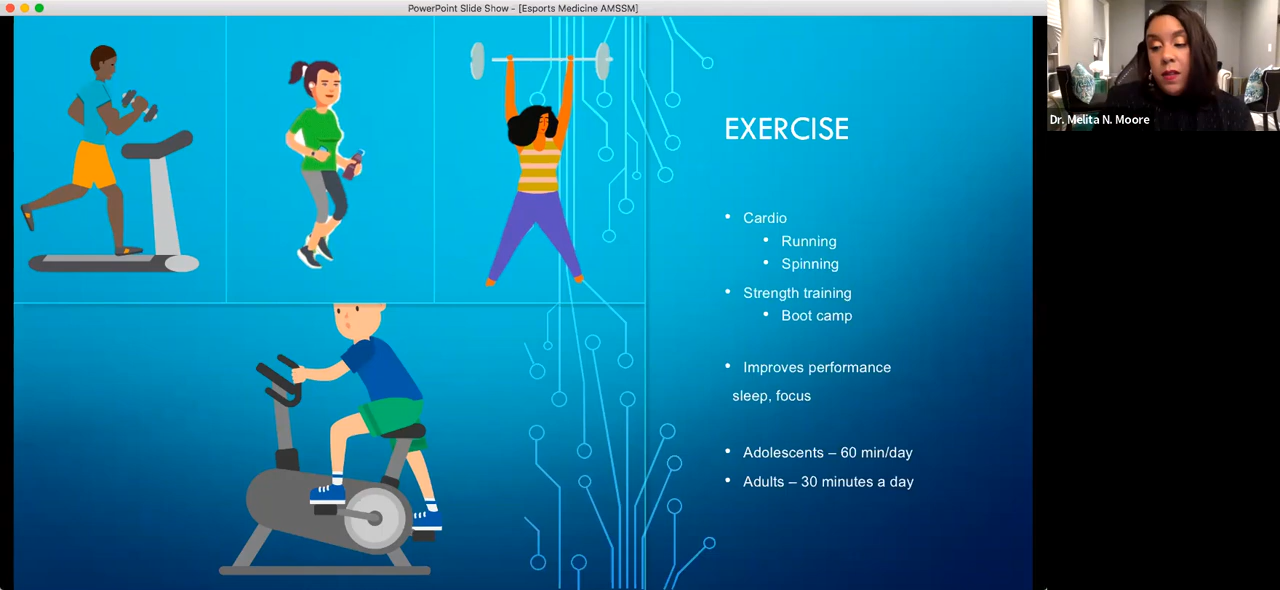 PowerPoint Slide Show - [Esports Medicine AMSSM]
EXERCISE
• Cardio
• Running
• Spinning
• Strength training
• Boot camp
• Improves performance
sleep, focus
• Adolescents – 60 min/day
• Adults – 30 minutes a day
Dr. Melita N. Moore